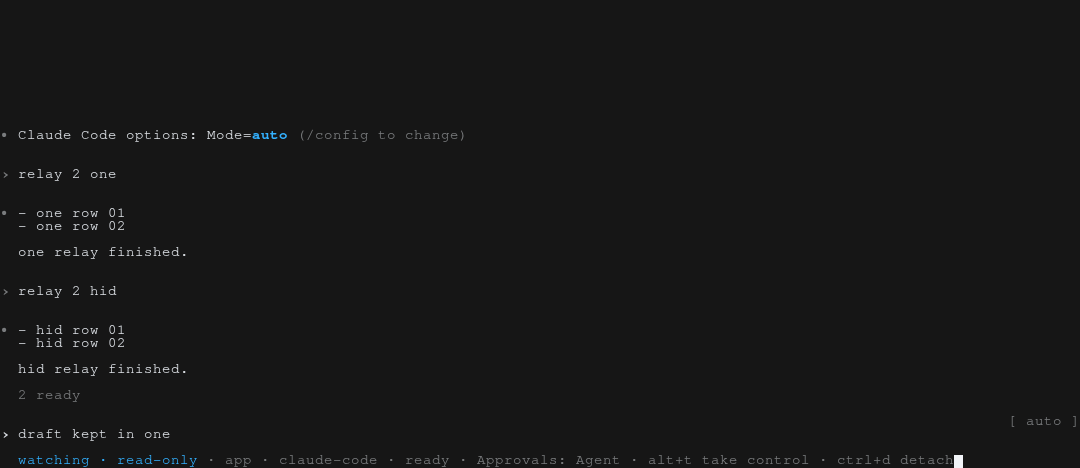 • Claude Code options: Mode=auto (/config to change)
› relay 2 one
• - one row 01
- one row 02
one relay finished.
› relay 2 hid
• - hid row 01
- hid row 02
hid relay finished.
2 ready
[ auto ]
› draft kept in one
watching · read-only · app · claude-code · ready · Approvals: Agent · alt+t take control · ctrl+d detach